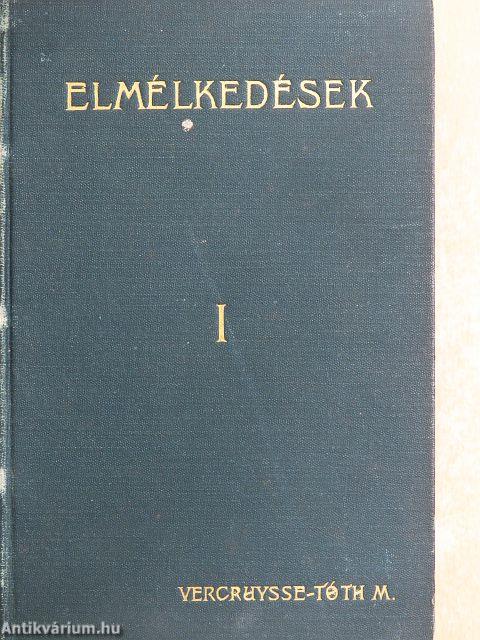 ELMÉLKEDÉSEK
I
VERCRUYSSE-TÓTH M.
Antikvárium.hu